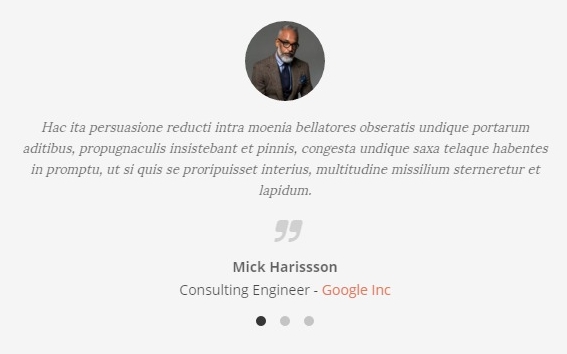 Hac ita persuasione reducti intra moenia bellatores obseratis undique portarum
aditibus, propugnaculis insistebant et pinnis, congesta undique saxa telaque habentes
in promptu, ut si quis se proripuisset interius, multitudine missilium sterneretur et
lapidum.
”
Mick Harissson
Consulting Engineer - Google Inc